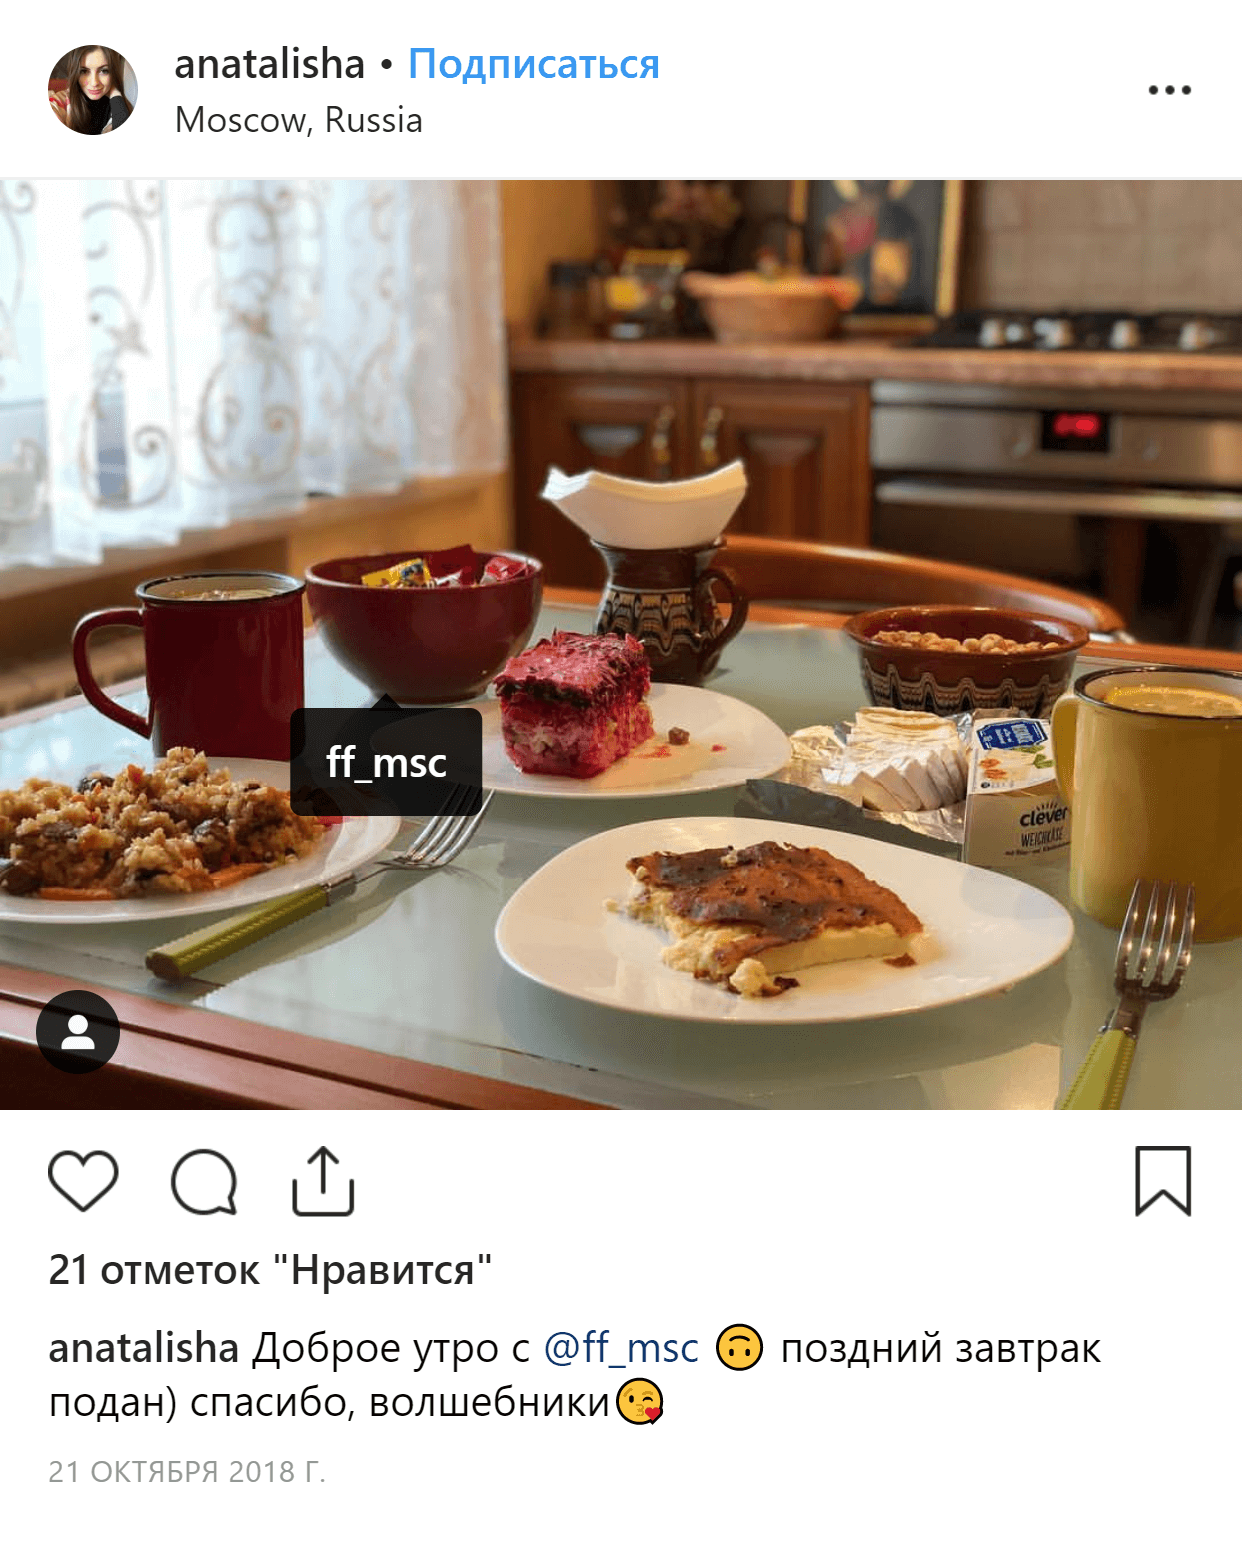 anatalisha • Подписаться
Moscow, Russia
ff_msc
clever
WEICHKÄSE
21 отметок "Нравится"
anatalisha Доброе утро с @ff_msc 🙃 поздний завтрак
подан) спасибо, волшебники😘
21 ОКТЯБРЯ 2018 Г.